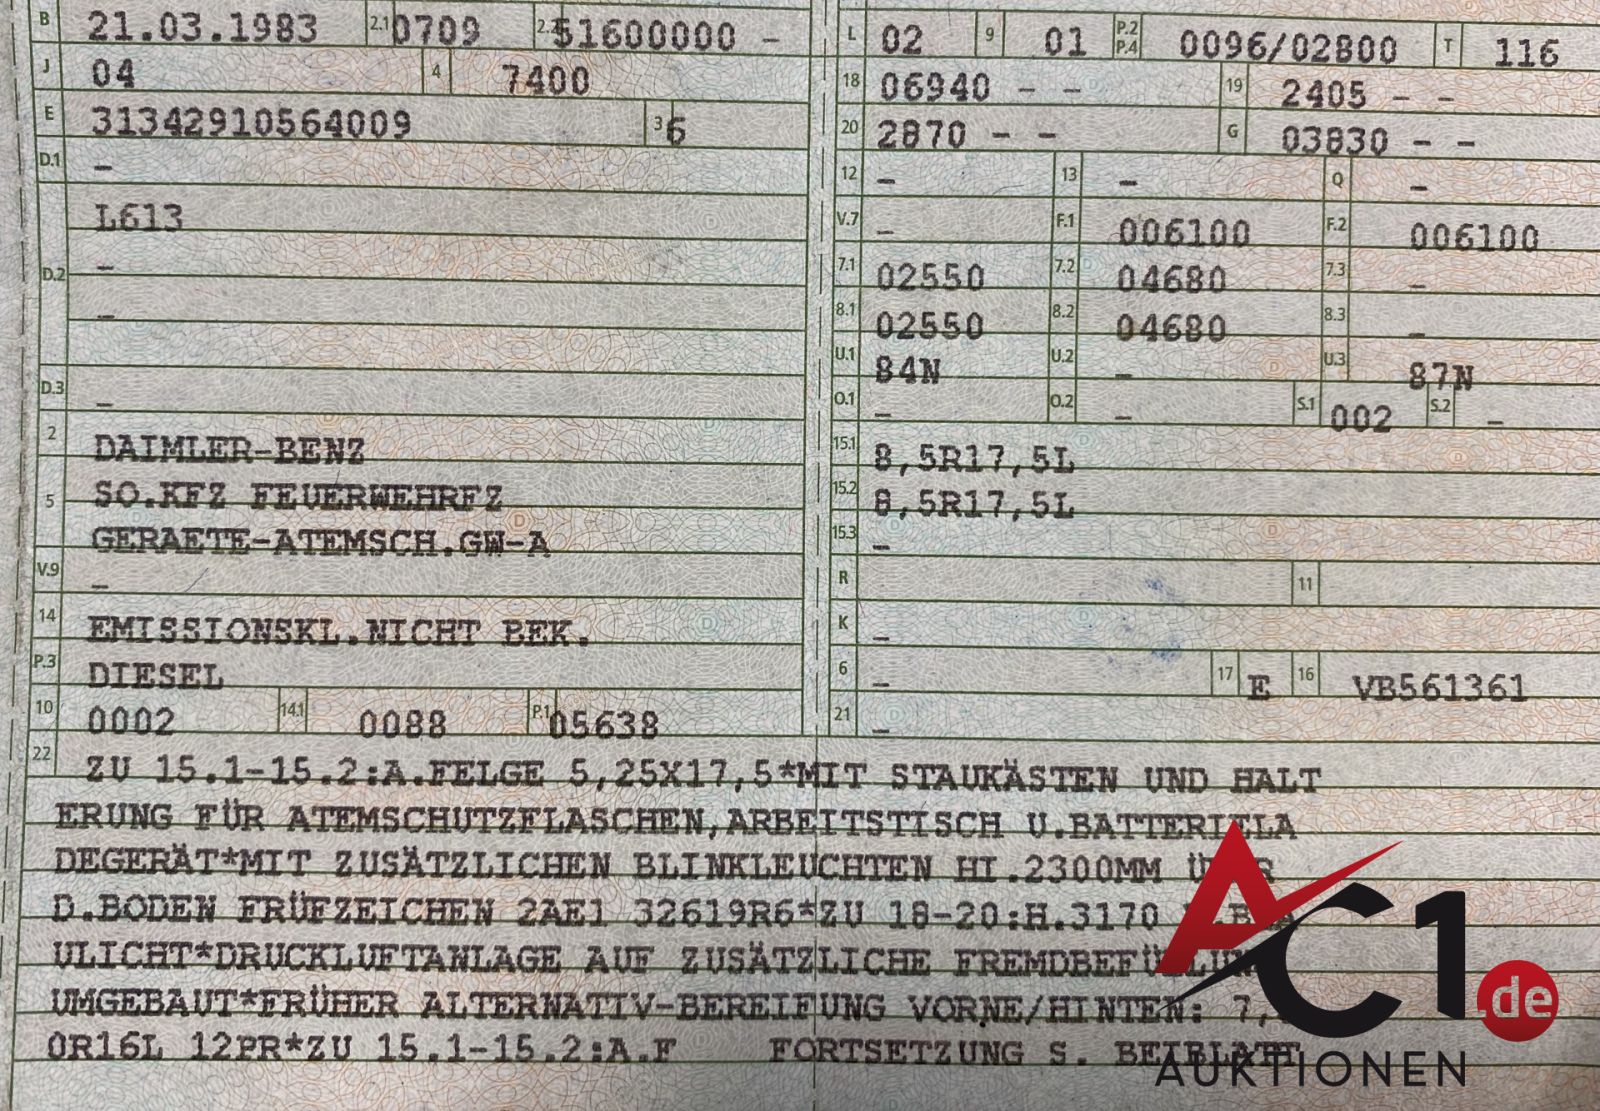 B 21.03.1983 2.1 0709 2.2 51600000 -
J 04 4 7400
E 31342910564009 3 6
D.1 -
L613
D.2 -
-
D.3 -
2 DAIMLER-BENZ
5 SO.KFZ FEUERWEHRFZ
GERAETE-ATEMSCH.GW-A
V.9 -
14 EMISSIONSKL.NICHT BEK.
P.3 DIESEL
10 0002 14.1 0088 P.1 05638
L 02 9 01 P.2 P.4 0096/02800 T 116
18 06940 - - 19 2405 - -
20 2870 - - G 03830 - -
12 - 13 - Q -
V.7 - F.1 006100 F.2 006100
7.1 02550 7.2 04680 7.3 -
8.1 02550 8.2 04680 8.3 -
U.1 84N U.2 - U.3 87N
O.1 - O.2 - S.1 002 S.2 -
15.1 8,5R17,5L
15.2 8,5R17,5L
15.3 -
R 11
K -
6 - 17 E 16 VB561361
21 -
22 ZU 15.1-15.2:A.FELGE 5,25X17,5*MIT STAUKÄSTEN UND HALT
ERUNG FÜR ATEMSCHUTZFLASCHEN,ARBEITSTISCH U.BATTERIELA
DEGERÄT*MIT ZUSÄTZLICHEN BLINKLEUCHTEN HI.2300MM
D.BODEN FRÜFZEICHEN 2AE1 32619R6*ZU 18-20:H.3170
ULICHT*DRUCKLUFTANLAGE AUF ZUSÄTZLICHE
UMGEBAUT*FRÜHER ALTERNATIV-BEREIFUNG VORNE/HINTEN: 7,
0R16L 12PR*ZU 15.1-15.2:A.F FORTSETZUNG S. BEIBLATT
AC1.de
AUKTIONEN